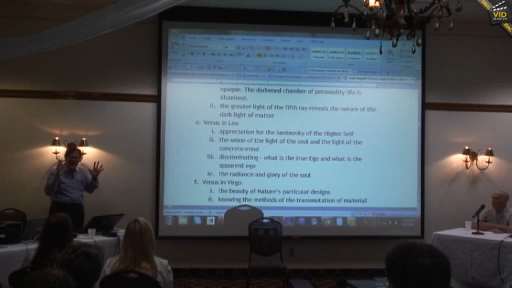 VID
opaque. The darkened chamber of personality life is
illumined.
ii. the greater light of the fifth ray reveals the nature of the
dark light of matter
e. Venus in Leo
i. appreciation for the luminosity of the Higher Self
ii. the union of the light of the soul and the light of the
concrete mind
iii. discriminating - what is the true Ego and what is the
apparent ego
iv. the radiance and glory of the soul
f. Venus in Virgo
i. the beauty of Nature's particular designs
ii. knowing the methods of the transmutation of material